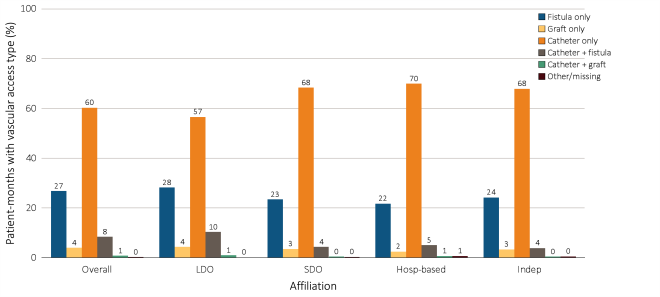 Patient-months with vascular access type (%)
100
80
60
40
20
0
Fistula only
Graft only
Catheter only
Catheter + fistula
Catheter + graft
Other/missing
27 4 60 8 1 0
28 4 57 10 1 0
23 3 68 4 0 0
22 2 70 5 1 1
24 3 68 4 0 0
Overall LDO SDO Hosp-based Indep
Affiliation